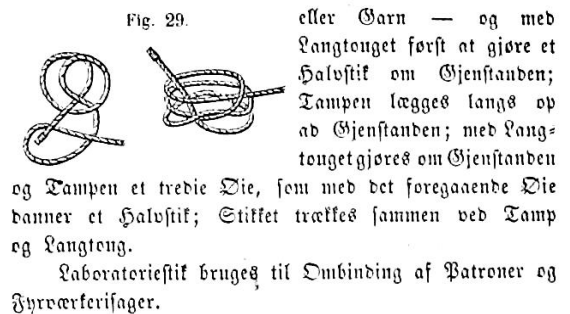 Fig. 29.
eller Garn — og med
Langtouget først at gjøre et
Halvstik om Gjenstanden;
Tampen lægges langs op
ad Gjenstanden; med Lang-
touget gjøres om Gjenstanden
og Tampen et tredie Øie, som med det foregaaende Øie
danner et Halvstik; Stikket trækkes sammen ved Tamp
og Langtoug.
Laboratoriestik bruges til Ombinding af Patroner og
Fyrværkerisager.